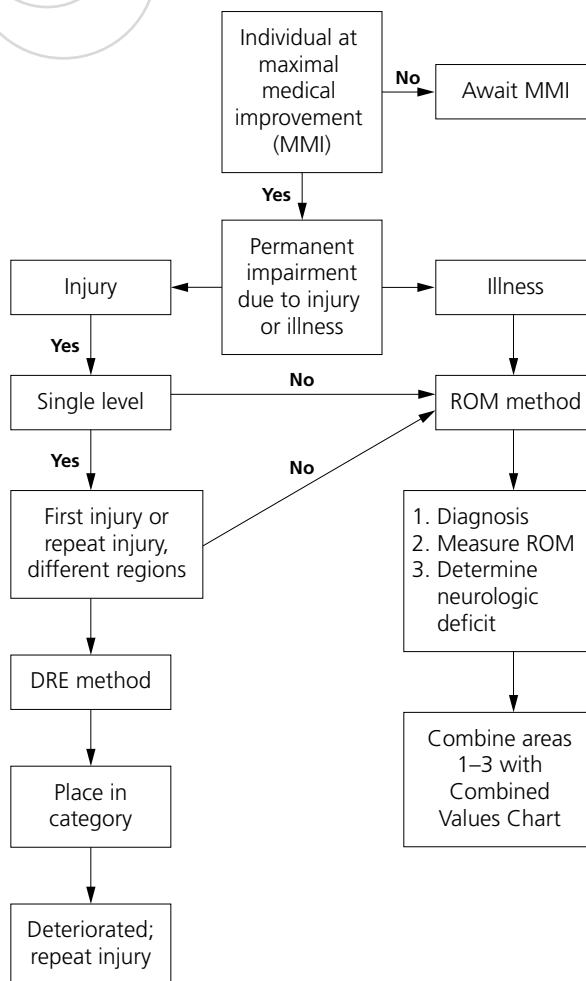 Individual at
maximal
medical
improvement
(MMI)
No
Await MMI
Yes
Permanent
impairment
due to injury
or illness
Injury
Illness
Yes
Single level
No
ROM method
Yes
No
First injury or
repeat injury,
different regions
1. Diagnosis
2. Measure ROM
3. Determine
neurologic
deficit
DRE method
Combine areas
1–3 with
Combined
Values Chart
Place in
category
Deteriorated;
repeat injury